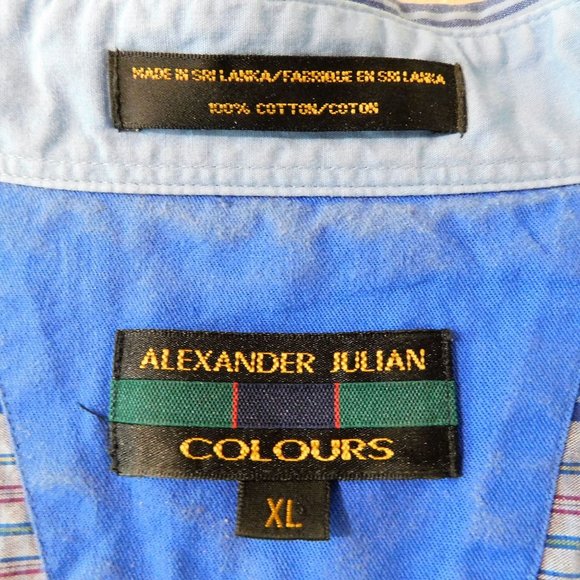 MADE IN SRI LANKA/FABRIQUE EN SRI LANKA
100% COTTON/COTON
ALEXANDER JULIAN
COLOURS
XL